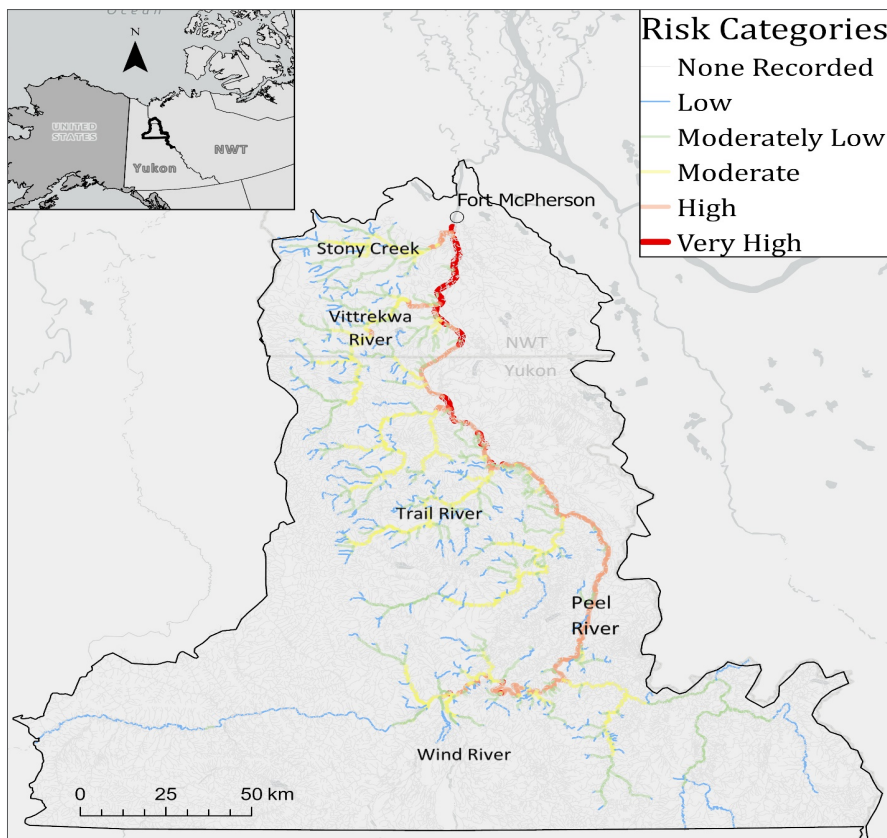 Ocean
N
UNITED
STATES
Yukon
NWT
Risk Categories
None Recorded
Low
Moderately Low
Moderate
High
Very High
Fort McPherson
Stony Creek
Vittrekwa
River
NWT
Yukon
Trail River
Peel
River
Wind River
0 25 50 km